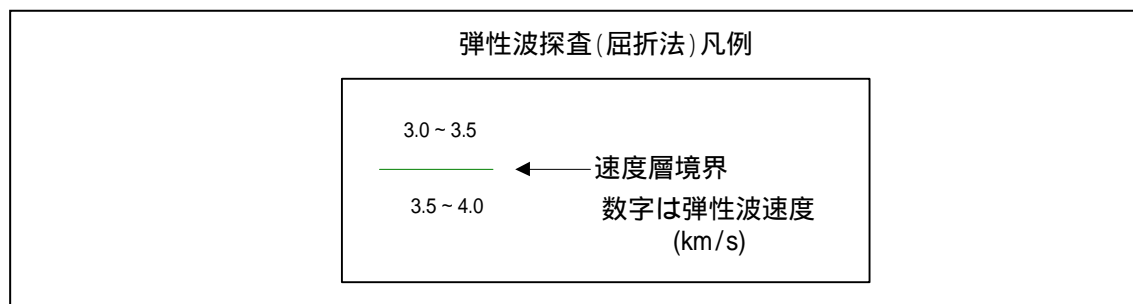 弾性波探査(屈折法)凡例
3.0 ~ 3.5
速度層境界
3.5 ~ 4.0
数字は弾性波速度
(km/s)